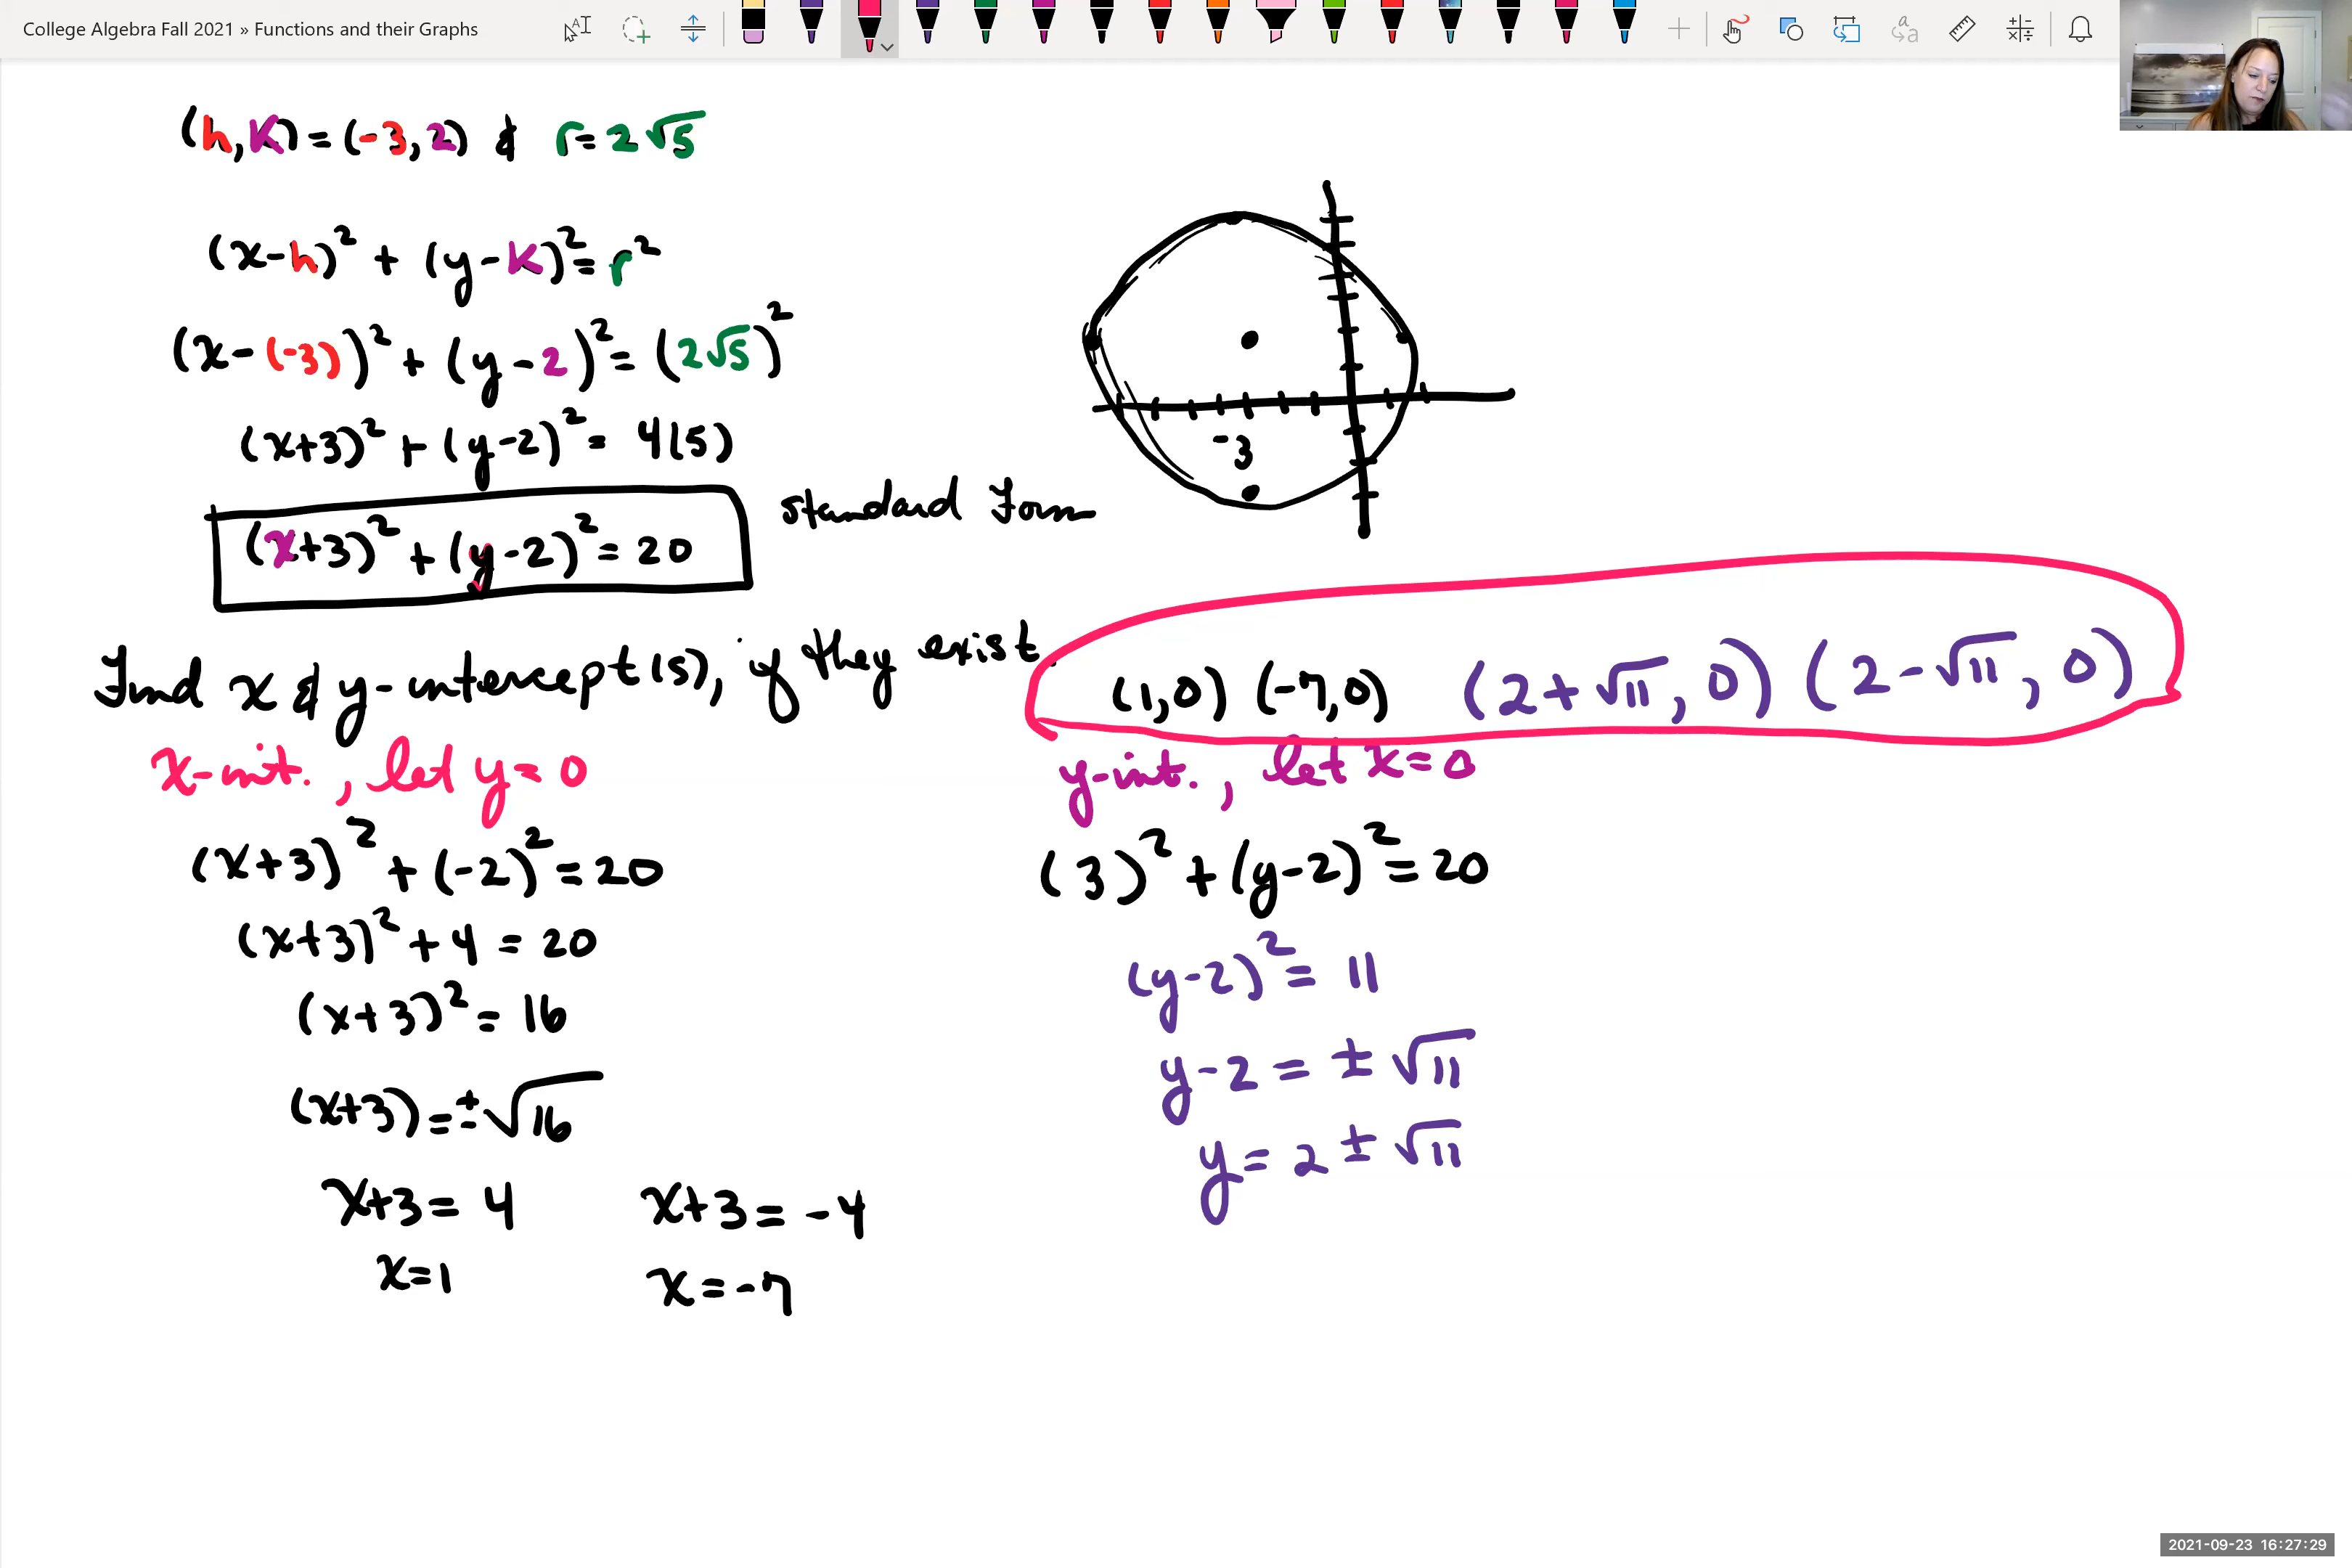 College Algebra Fall 2021 » Functions and their Graphs
(h,k)=(-3,2) & r=2√5
(x-h)² + (y-k)² = r²
(x-(-3))² + (y-2)² = (2√5)²
(x+3)² + (y-2)² = 4(5)
(x+3)² + (y-2)² = 20 standard Form
-3
Find x & y-intercept(s), if they exist.
(1,0) (-7,0) (2+√11, 0) (2-√11, 0)
x-int., let y=0
(x+3)² + (-2)² = 20
(x+3)² + 4 = 20
(x+3)² = 16
(x+3) = ±√16
x+3 = 4 x+3 = -4
x=1 x=-7
y-int., let x=0
(3)² + (y-2)² = 20
(y-2)² = 11
y-2 = ±√11
y = 2 ± √11
2021-09-23 16:27:29